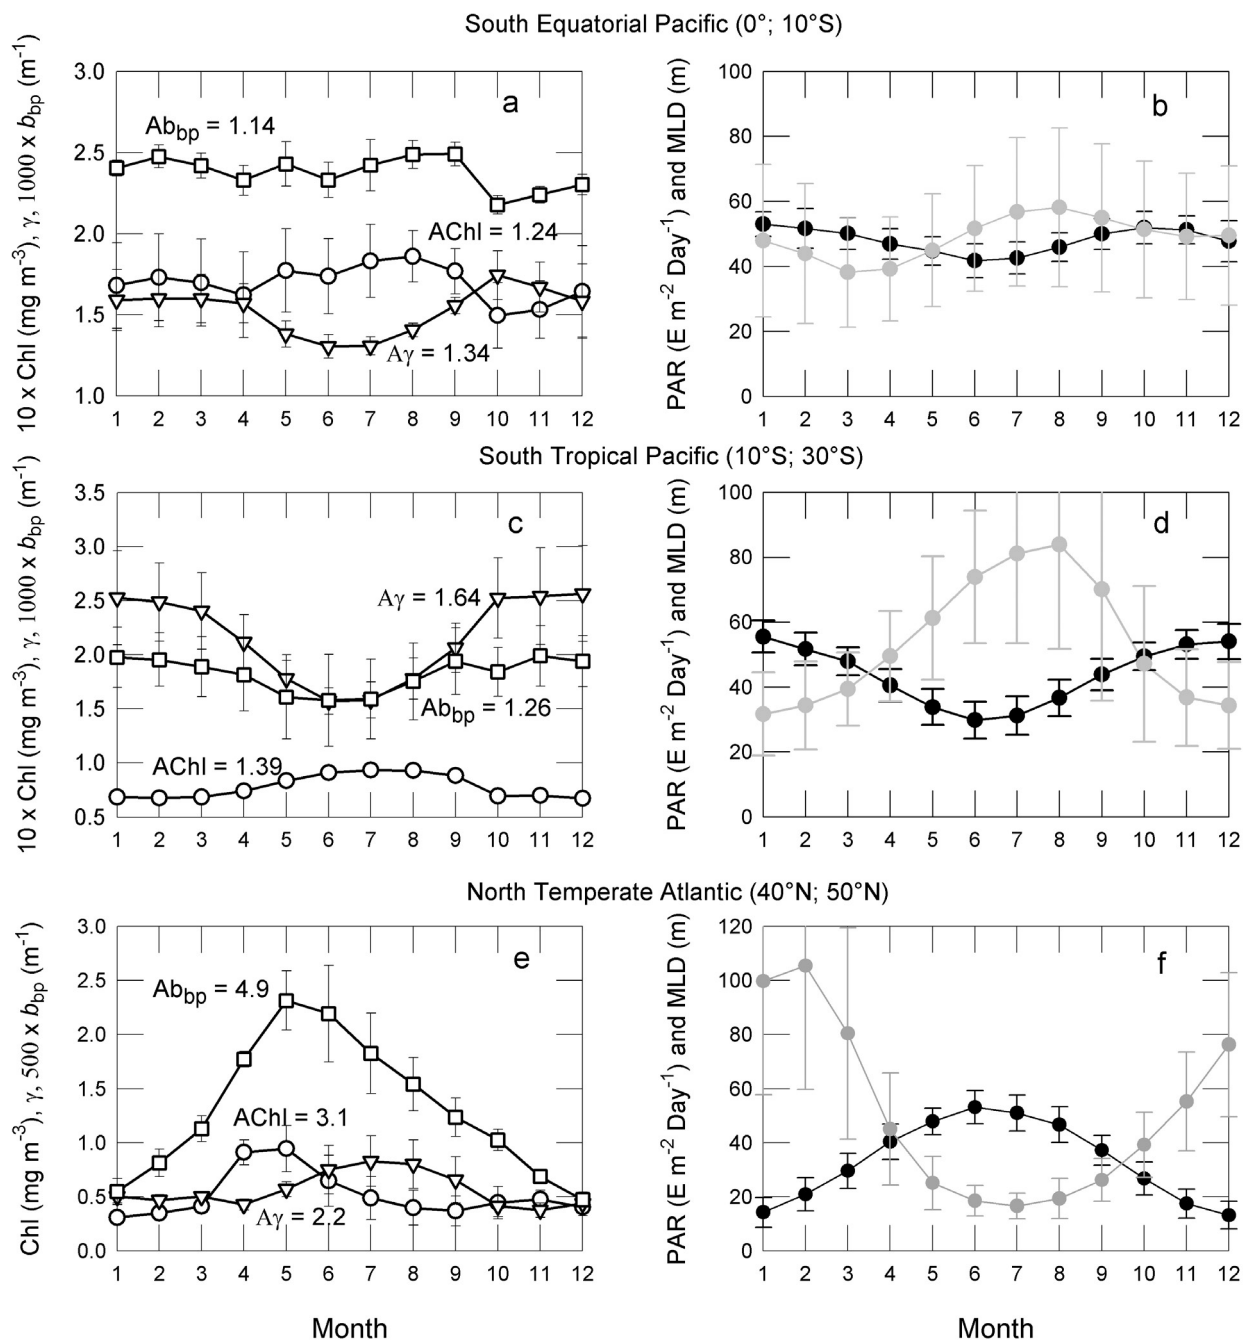 South Equatorial Pacific (0°; 10°S)
10 x Chl (mg m-3), γ, 1000 x bbp (m-1)
3.0
2.5
2.0
1.5
1.0
a
Abbp = 1.14
AChl = 1.24
Aγ = 1.34
1 2 3 4 5 6 7 8 9 10 11 12
PAR (E m-2 Day-1) and MLD (m)
100
80
60
40
20
0
b
1 2 3 4 5 6 7 8 9 10 11 12
South Tropical Pacific (10°S; 30°S)
10 x Chl (mg m-3), γ, 1000 x bbp (m-1)
3.5
3.0
2.5
2.0
1.5
1.0
0.5
c
Aγ = 1.64
Abbp = 1.26
AChl = 1.39
1 2 3 4 5 6 7 8 9 10 11 12
PAR (E m-2 Day-1) and MLD (m)
100
80
60
40
20
0
d
1 2 3 4 5 6 7 8 9 10 11 12
North Temperate Atlantic (40°N; 50°N)
Chl (mg m-3), γ, 500 x bbp (m-1)
3.0
2.5
2.0
1.5
1.0
0.5
0.0
e
Abbp = 4.9
AChl = 3.1
Aγ = 2.2
1 2 3 4 5 6 7 8 9 10 11 12
Month
PAR (E m-2 Day-1) and MLD (m)
120
100
80
60
40
20
0
f
1 2 3 4 5 6 7 8 9 10 11 12
Month